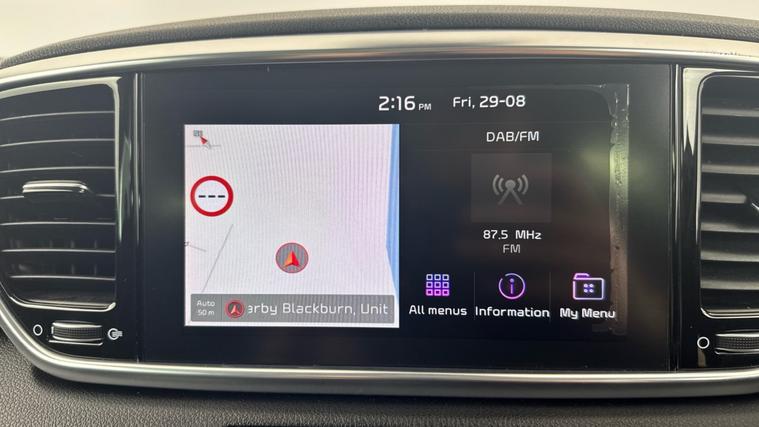 2:16 PM Fri, 29-08
DAB/FM
---
87.5 MHz
FM
Auto
50 m
arby Blackburn, Unit
All menus
Information
My Menu